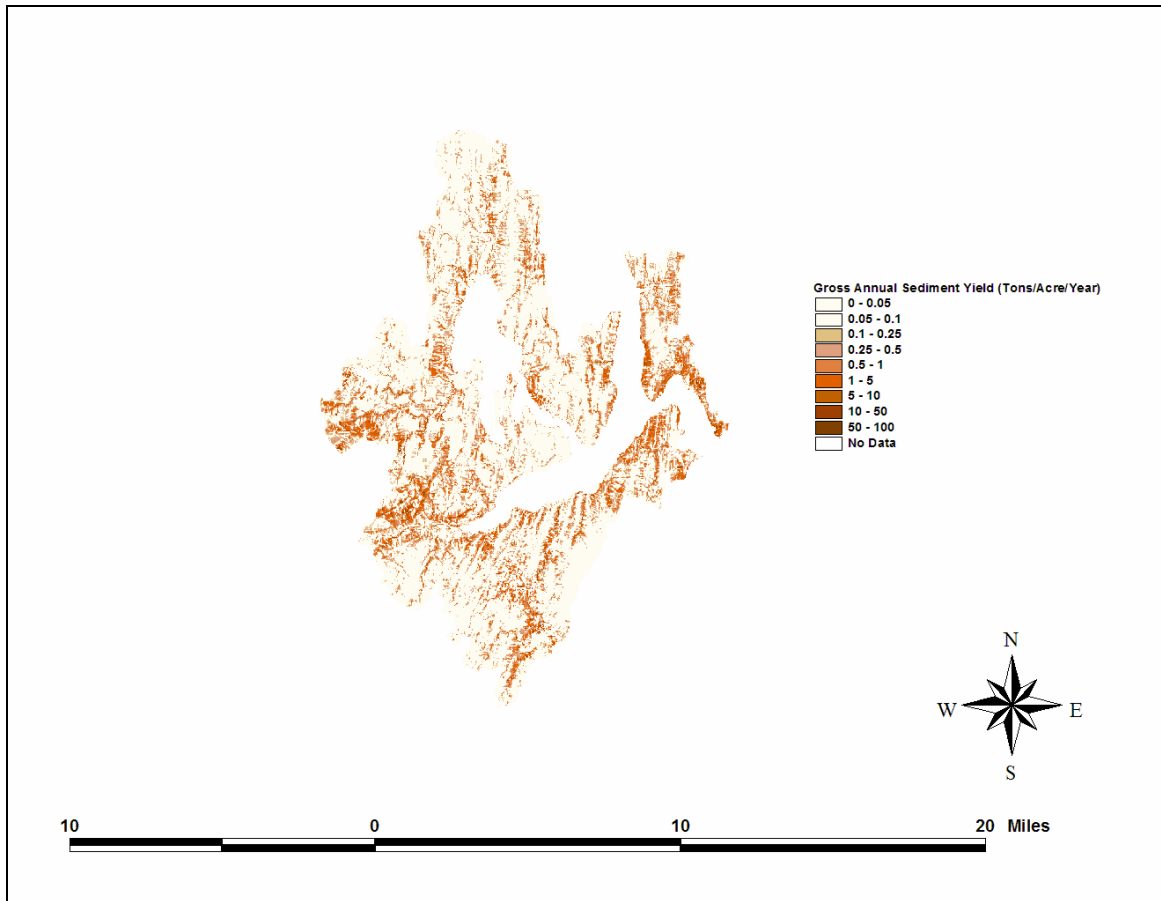 Gross Annual Sediment Yield (Tons/Acre/Year)
0 - 0.05
0.05 - 0.1
0.1 - 0.25
0.25 - 0.5
0.5 - 1
1 - 5
5 - 10
10 - 50
50 - 100
No Data
N
W E
S
10 0 10 20 Miles